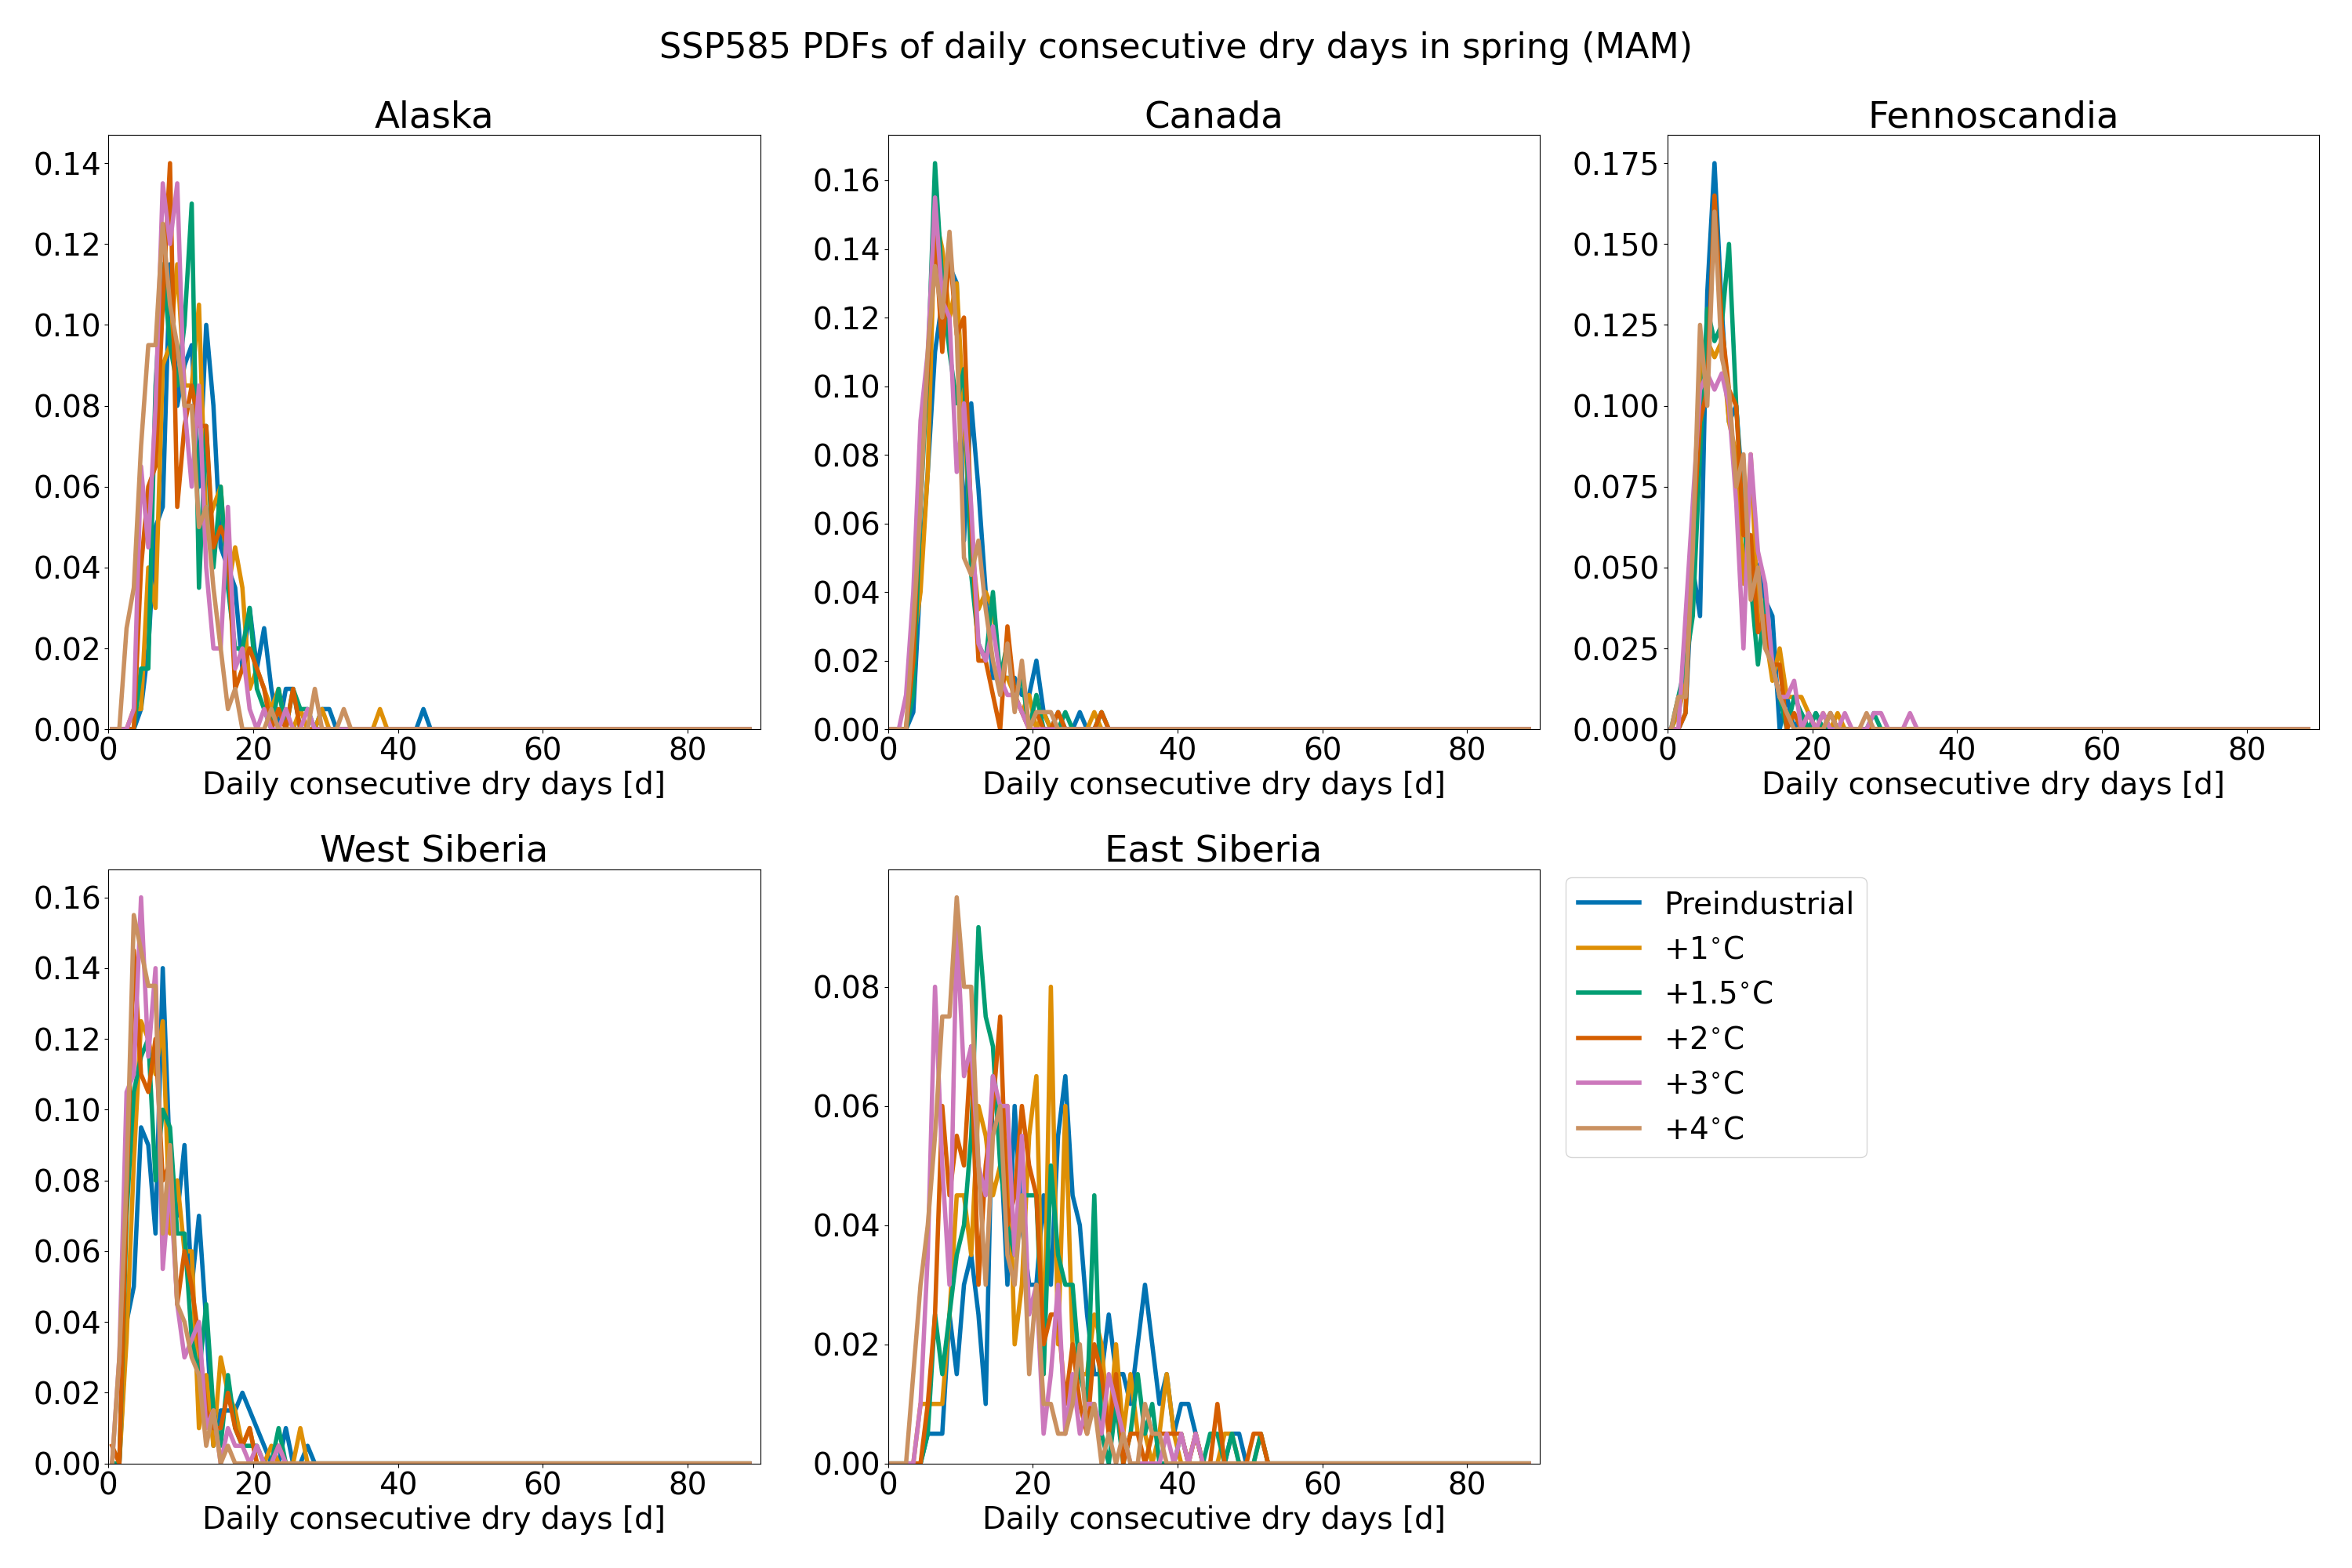 SSP585 PDFs of daily consecutive dry days in spring (MAM)
Alaska
0.14
0.12
0.10
0.08
0.06
0.04
0.02
0.00
0 20 40 60 80
Daily consecutive dry days [d]
Canada
0.16
0.14
0.12
0.10
0.08
0.06
0.04
0.02
0.00
0 20 40 60 80
Daily consecutive dry days [d]
Fennoscandia
0.175
0.150
0.125
0.100
0.075
0.050
0.025
0.000
0 20 40 60 80
Daily consecutive dry days [d]
West Siberia
0.16
0.14
0.12
0.10
0.08
0.06
0.04
0.02
0.00
0 20 40 60 80
Daily consecutive dry days [d]
East Siberia
0.08
0.06
0.04
0.02
0.00
0 20 40 60 80
Daily consecutive dry days [d]
Preindustrial
+1°C
+1.5°C
+2°C
+3°C
+4°C